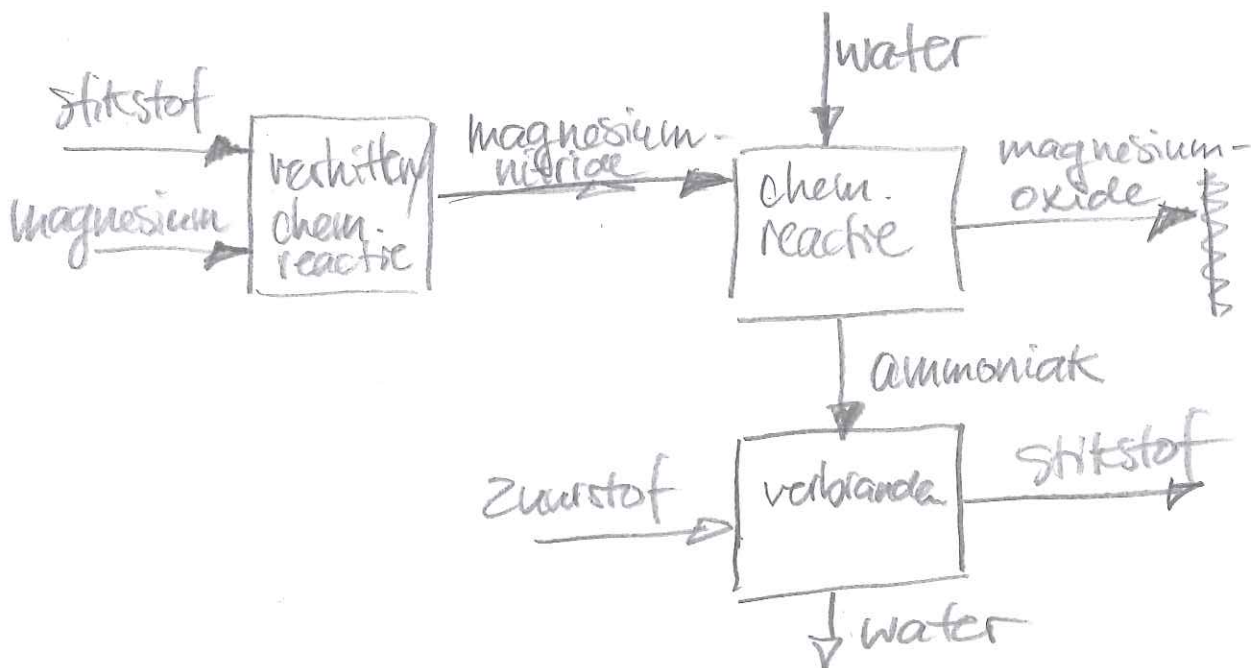 water
stikstof
magnesium
verhitten/
chem.
reactie
magnesium-
nitride
chem.
reactie
magnesium-
oxide
ammoniak
zuurstof
verbranden
stikstof
water